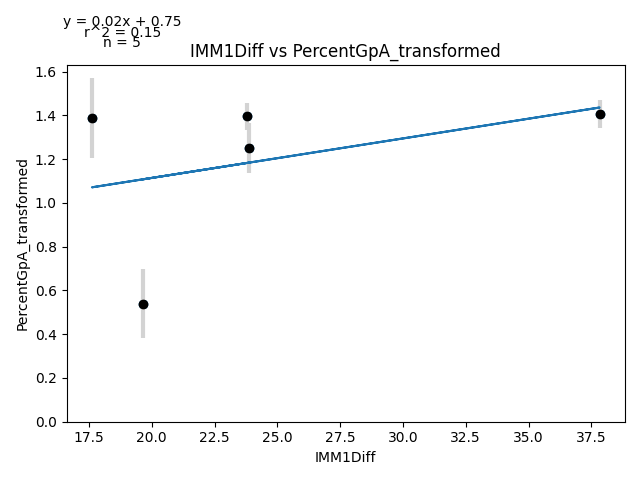 y = 0.02x + 0.75
r^2 = 0.15
n = 5
IMM1Diff vs PercentGpA_transformed
PercentGpA_transformed
1.6
1.4
1.2
1.0
0.8
0.6
0.4
0.2
0.0
17.5 20.0 22.5 25.0 27.5 30.0 32.5 35.0 37.5
IMM1Diff